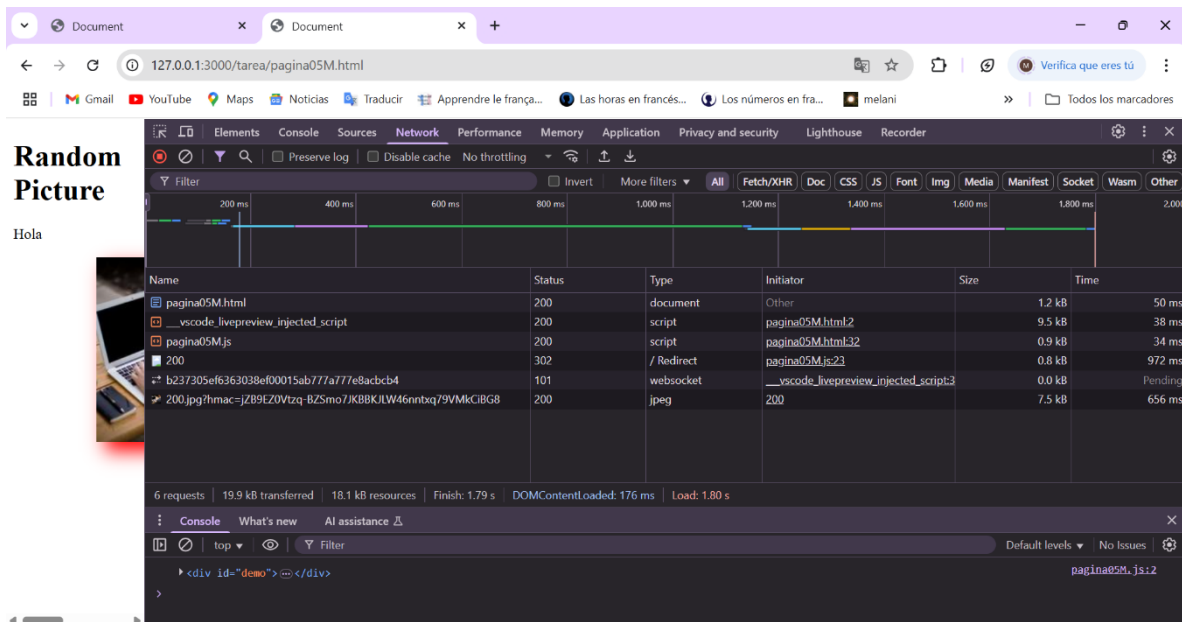 Document Document
127.0.0.1:3000/tarea/pagina05M.html Verifica que eres tú
Gmail YouTube Maps Noticias Traducir Apprendre le frança... Las horas en francés... Los números en fra... melani » Todos los marcadores
Elements Console Sources Network Performance Memory Application Privacy and security Lighthouse Recorder
Preserve log Disable cache No throttling
Filter Invert More filters All Fetch/XHR Doc CSS JS Font Img Media Manifest Socket Wasm Other
200 ms 400 ms 600 ms 800 ms 1,000 ms 1,200 ms 1,400 ms 1,600 ms 1,800 ms 2,00
Random
Picture
Hola
Name Status Type Initiator Size Time
pagina05M.html 200 document Other 1.2 kB 50 ms
__vscode_livepreview_injected_script 200 script pagina05M.html:2 9.5 kB 38 ms
pagina05M.js 200 script pagina05M.html:32 0.9 kB 34 ms
200 302 / Redirect pagina05M.js:23 0.8 kB 972 ms
b237305ef6363038ef00015ab777a777e8acbcb4 101 websocket __vscode_livepreview_injected_script:3 0.0 kB Pending
200.jpg?hmac=jZB9EZ0Vtzq-BZSmo7JKBBKJLW46nntxq79VMkCiBG8 200 jpeg 200 7.5 kB 656 ms
6 requests 19.9 kB transferred 18.1 kB resources Finish: 1.79 s DOMContentLoaded: 176 ms Load: 1.80 s
Console What's new AI assistance
top Filter Default levels No Issues
<div id="demo">⋯</div> pagina05M.js:2